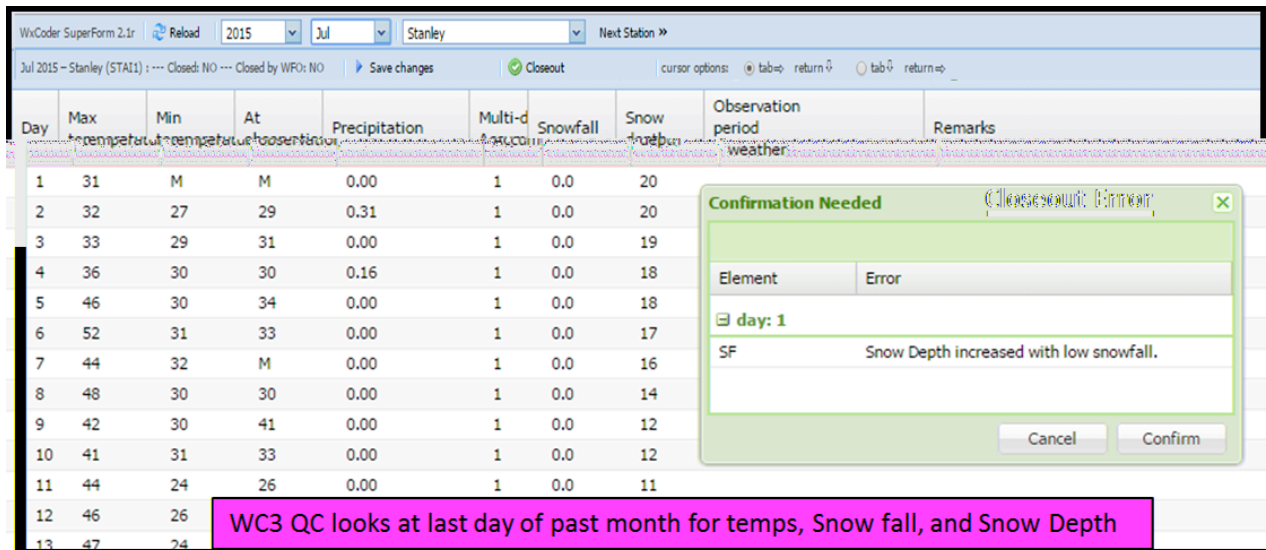 WxCoder SuperForm 2.1r Reload 2015 Jul Stanley Next Station »
Jul 2015 – Stanley (STAI1) : --- Closed: NO --- Closed by WFO: NO Save changes Closeout cursor options: tab⇨ return⇩ tab⇩ return⇨
Day Max Min At Precipitation Multi-d Snowfall Snow depth Observation period weather Remarks
1 31 M M 0.00 1 0.0 20
2 32 27 29 0.31 1 0.0 20
3 33 29 31 0.00 1 0.0 19
4 36 30 30 0.16 1 0.0 18
5 46 30 34 0.00 1 0.0 18
6 52 31 33 0.00 1 0.0 17
7 44 32 M 0.00 1 0.0 16
8 48 30 30 0.00 1 0.0 14
9 42 30 41 0.00 1 0.0 12
10 41 31 33 0.00 1 0.0 12
11 44 24 26 0.00 1 0.0 11
12 46 26
13 47 24
Closeout Error
Confirmation Needed
Element Error
day: 1
SF Snow Depth increased with low snowfall.
Cancel Confirm
WC3 QC looks at last day of past month for temps, Snow fall, and Snow Depth